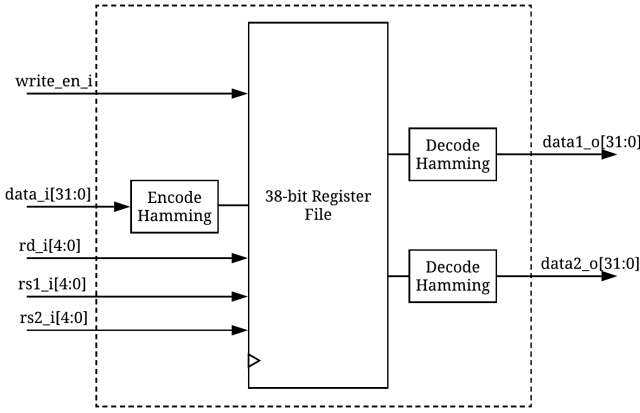 write_en_i
data_i[31:0]
Encode
Hamming
rd_i[4:0]
rs1_i[4:0]
rs2_i[4:0]
38-bit Register
File
Decode
Hamming
data1_o[31:0]
Decode
Hamming
data2_o[31:0]